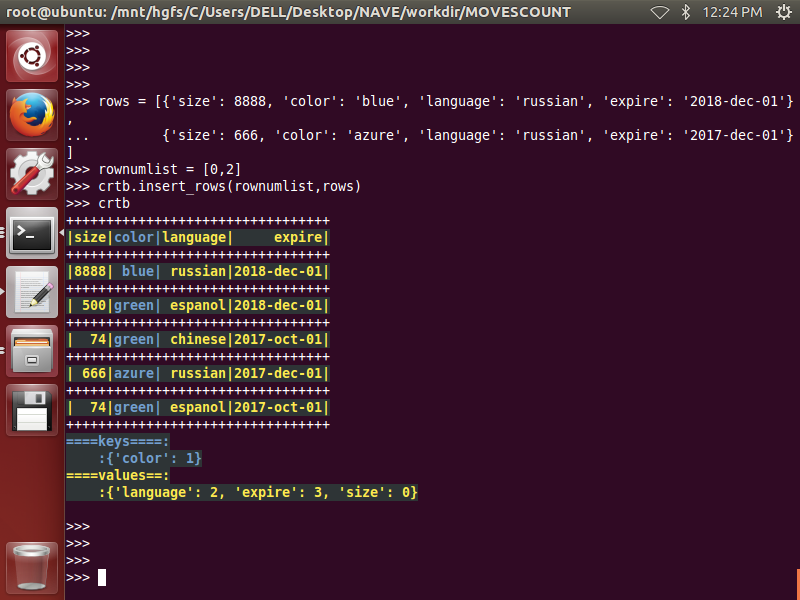 root@ubuntu: /mnt/hgfs/C/Users/DELL/Desktop/NAVE/workdir/MOVESCOUNT 12:24 PM
>>>
>>>
>>>
>>>
>>> rows = [{'size': 8888, 'color': 'blue', 'language': 'russian', 'expire': '2018-dec-01'}
,
...         {'size': 666, 'color': 'azure', 'language': 'russian', 'expire': '2017-dec-01'}
]
>>> rownumlist = [0,2]
>>> crtb.insert_rows(rownumlist,rows)
>>> crtb
+++++++++++++++++++++++++++++++++
|size|color|language|     expire|
+++++++++++++++++++++++++++++++++
|8888| blue| russian|2018-dec-01|
+++++++++++++++++++++++++++++++++
| 500|green| espanol|2018-dec-01|
+++++++++++++++++++++++++++++++++
|  74|green| chinese|2017-oct-01|
+++++++++++++++++++++++++++++++++
| 666|azure| russian|2017-dec-01|
+++++++++++++++++++++++++++++++++
|  74|green| espanol|2017-oct-01|
+++++++++++++++++++++++++++++++++
====keys====:
    :{'color': 1}
====values==:
    :{'language': 2, 'expire': 3, 'size': 0}
>>>
>>>
>>>
>>>